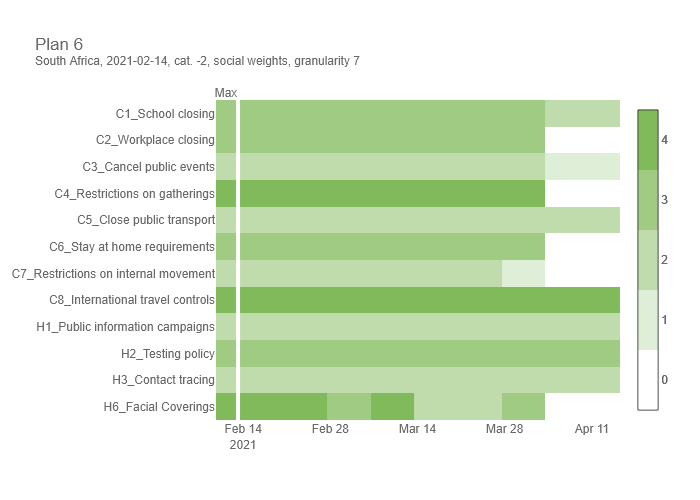 Plan 6
South Africa, 2021-02-14, cat. -2, social weights, granularity 7
Max
C1_School closing
C2_Workplace closing
C3_Cancel public events
C4_Restrictions on gatherings
C5_Close public transport
C6_Stay at home requirements
C7_Restrictions on internal movement
C8_International travel controls
H1_Public information campaigns
H2_Testing policy
H3_Contact tracing
H6_Facial Coverings
Feb 14 Feb 28 Mar 14 Mar 28 Apr 11
2021
4
3
2
1
0